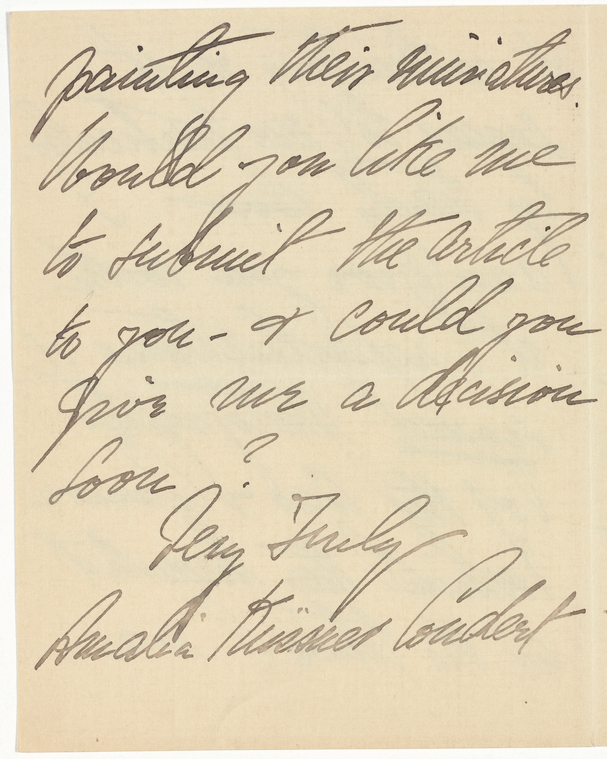 painting their miniatures.
Would you like me
to submit the article
to you - & could you
give me a decision
soon ?
Very Truly
Amalia Küssner Coudert